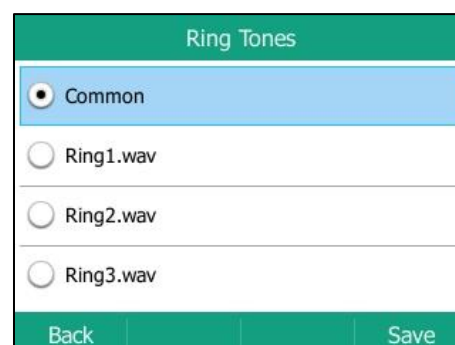 Ring Tones
Common
Ring1.wav
Ring2.wav
Ring3.wav
Back Save